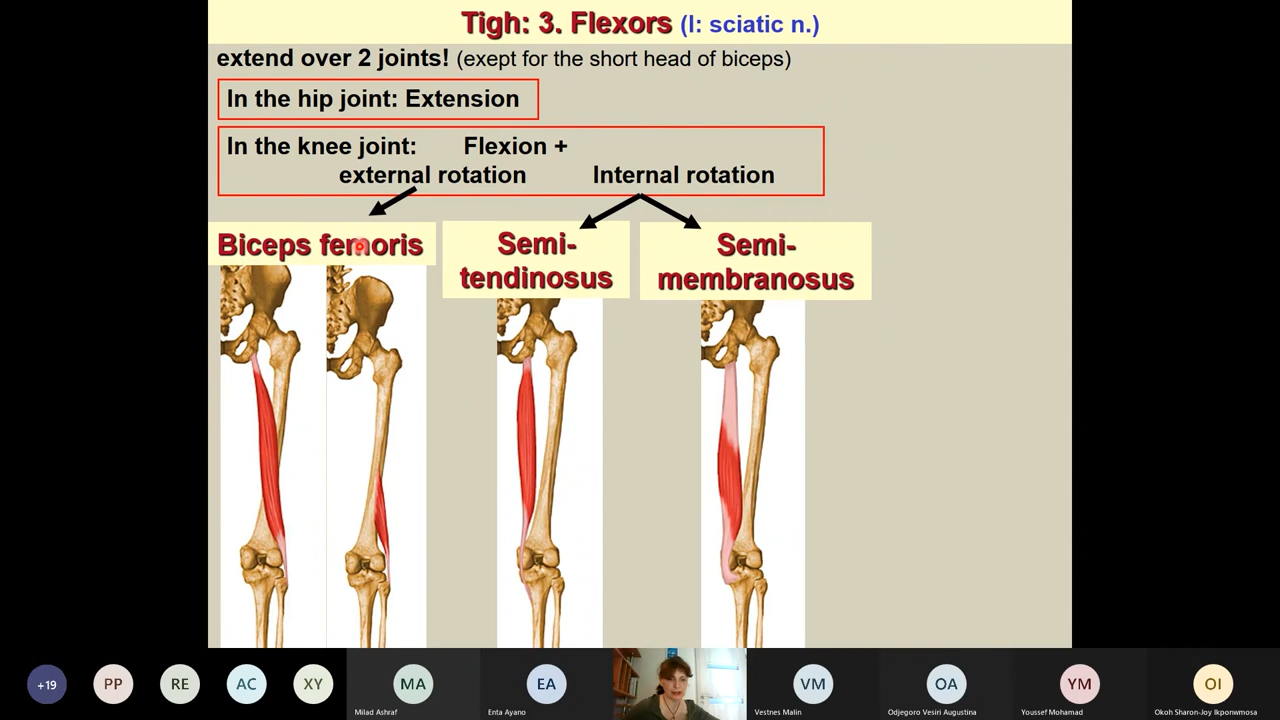 Tigh: 3. Flexors (I: sciatic n.)
extend over 2 joints! (exept for the short head of biceps)
In the hip joint: Extension
In the knee joint: Flexion +
external rotation Internal rotation
Biceps femoris
Semi-
tendinosus
Semi-
membranosus
+19
PP
RE
AC
XY
MA
Milad Ashraf
EA
Enta Ayano
VM
Vestnes Malin
OA
Odjegoro Vesiri Augustina
YM
Youssef Mohamad
OI
Okoh Sharon-Joy Ikponwmosa